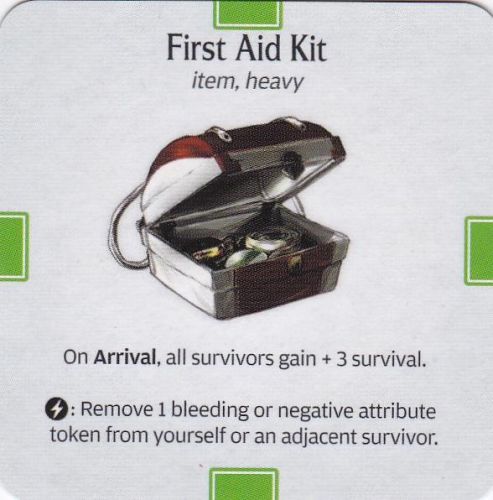 First Aid Kit
item, heavy
On Arrival, all survivors gain + 3 survival.
: Remove 1 bleeding or negative attribute
token from yourself or an adjacent survivor.